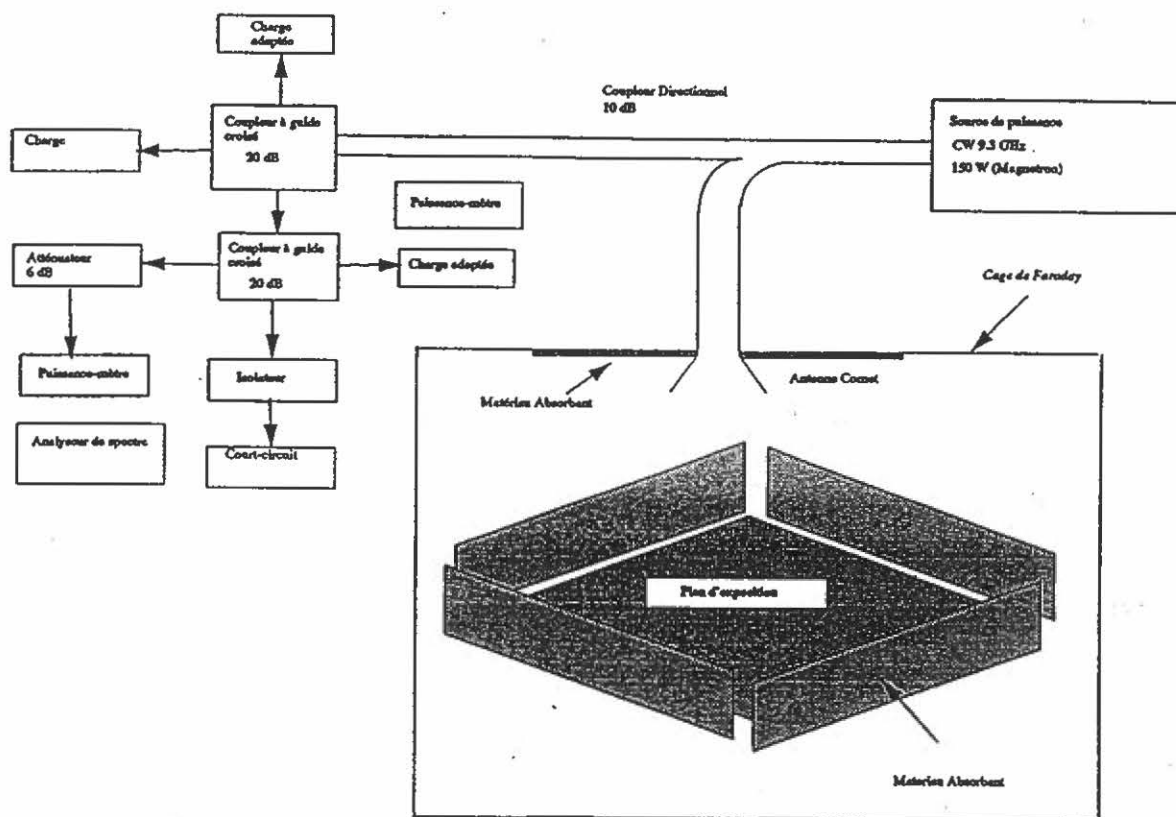 Charge
adaptée
Coupleur à guide
croisé
20 dB
Charge
Coupleur Directionnel
10 dB
Source de puissance
CW 9.3 GHz
150 W (Magnetron)
Puissance-mètre
Coupleur à guide
croisé
20 dB
Charge adaptée
Atténuateur
6 dB
Cage de Faraday
Puissance-mètre
Isolateur
Matériau Absorbant
Antenne Cornet
Analyseur de spectre
Court-circuit
Plan d'exposition
Materiau Absorbant